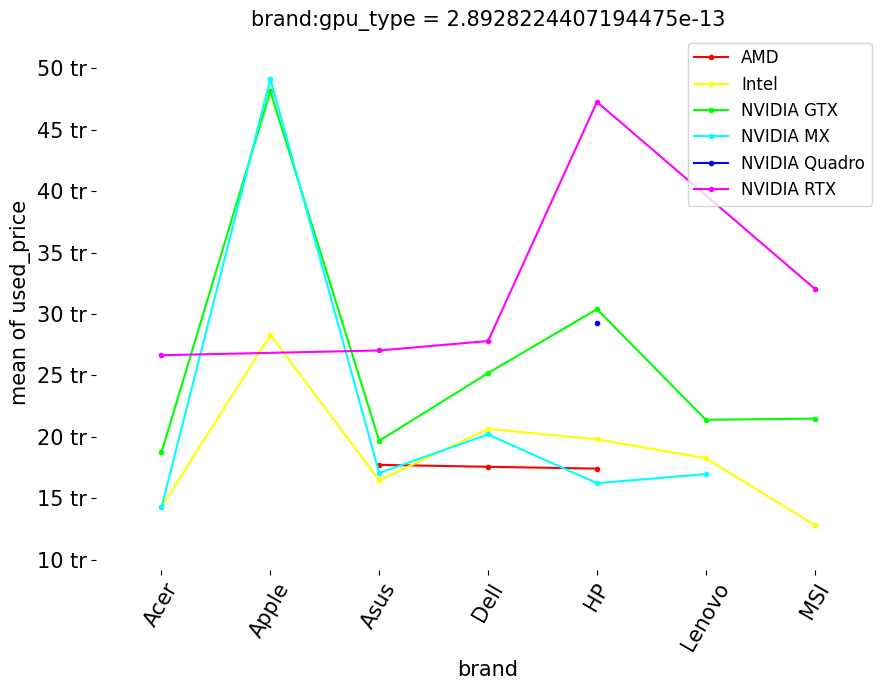 brand:gpu_type = 2.8928224407194475e-13
AMD
Intel
NVIDIA GTX
NVIDIA MX
NVIDIA Quadro
NVIDIA RTX
mean of used_price
50 tr
45 tr
40 tr
35 tr
30 tr
25 tr
20 tr
15 tr
10 tr
Acer
Apple
Asus
Dell
HP
Lenovo
MSI
brand